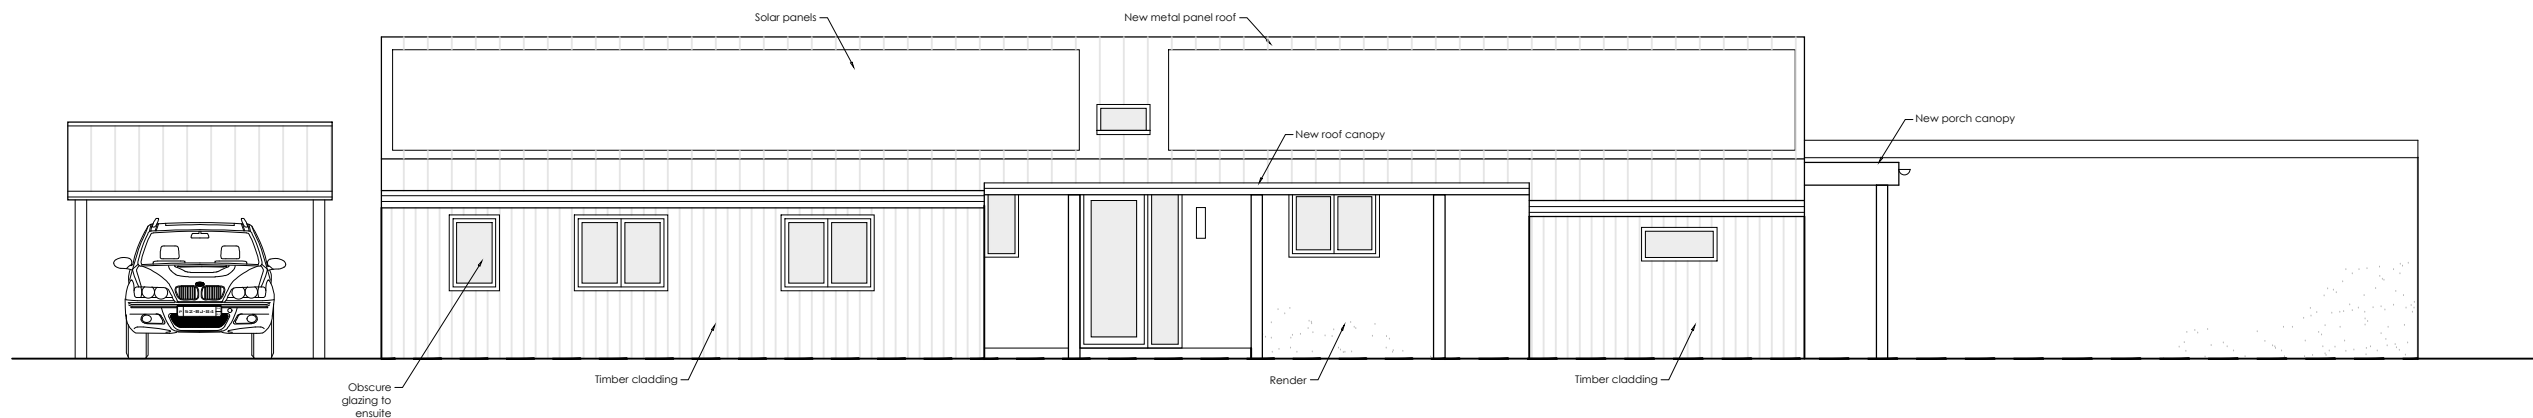 Solar panels
New metal panel roof
New porch canopy
New roof canopy
Obscure
glazing to
ensuite
Timber cladding
Render
Timber cladding